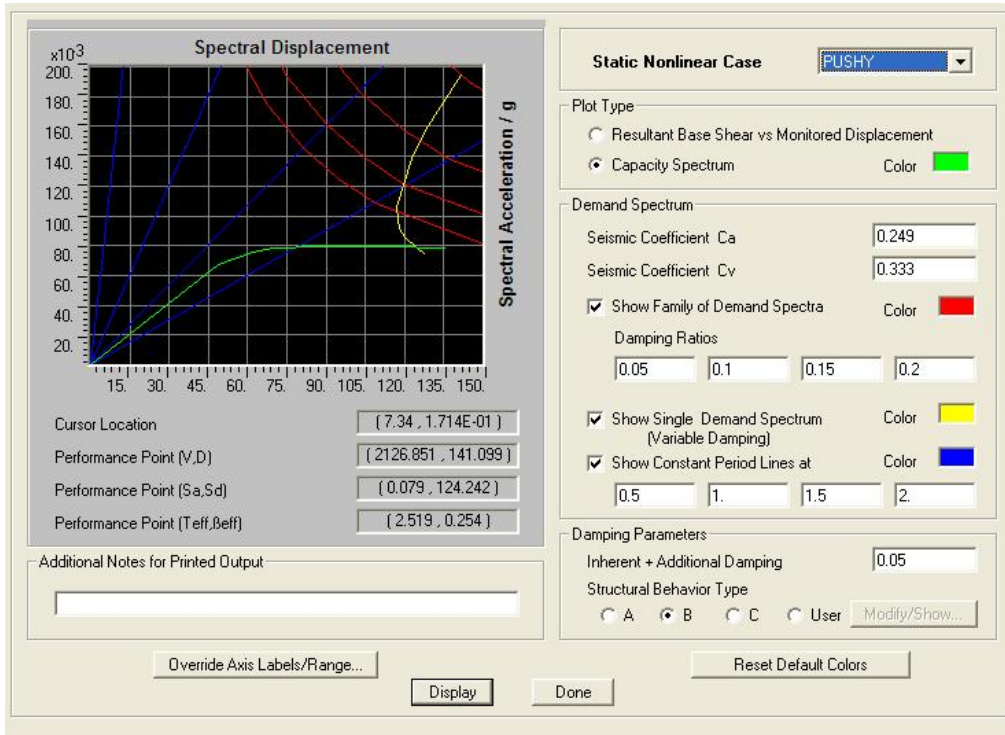 Spectral Displacement
x10-3
200.
180.
160.
140.
120.
100.
80.
60.
40.
20.
15. 30. 45. 60. 75. 90. 105. 120. 135. 150.
Spectral Acceleration / g
Cursor Location ( 7.34 , 1.714E-01 )
Performance Point (V,D) ( 2126.851 , 141.099 )
Performance Point (Sa,Sd) ( 0.079 , 124.242 )
Performance Point (Teff,βeff) ( 2.519 , 0.254 )
Additional Notes for Printed Output
Static Nonlinear Case PUSHY
Plot Type
Resultant Base Shear vs Monitored Displacement
Capacity Spectrum Color
Demand Spectrum
Seismic Coefficient Ca 0.249
Seismic Coefficient Cv 0.333
Show Family of Demand Spectra Color
Damping Ratios
0.05 0.1 0.15 0.2
Show Single Demand Spectrum Color
(Variable Damping)
Show Constant Period Lines at Color
0.5 1. 1.5 2.
Damping Parameters
Inherent + Additional Damping 0.05
Structural Behavior Type
A B C User Modify/Show...
Override Axis Labels/Range... Reset Default Colors
Display Done